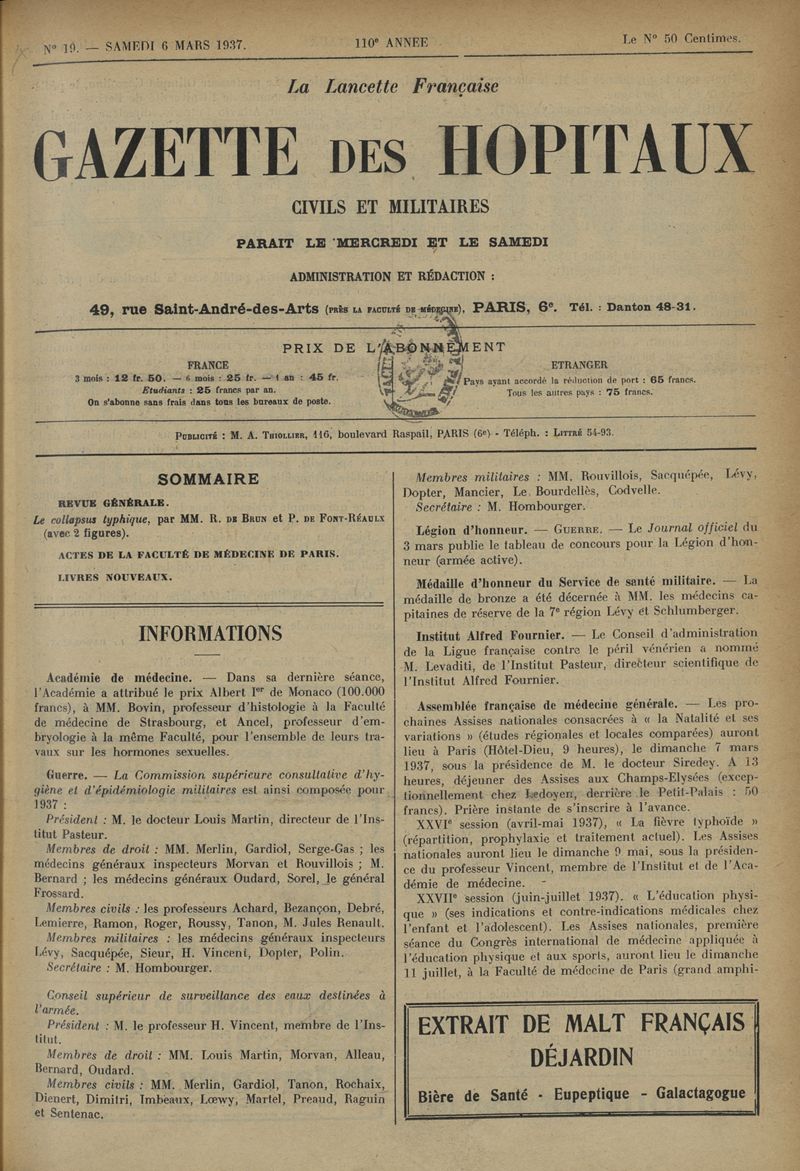 N° 19. — SAMEDI 6 MARS 1937.
110e ANNEE
Le N° 50 Centimes.
La Lancette Française
GAZETTE DES HOPITAUX
CIVILS ET MILITAIRES
PARAIT LE MERCREDI ET LE SAMEDI
ADMINISTRATION ET RÉDACTION :
49, rue Saint-André-des-Arts (PRÈS LA FACULTÉ DE MÉDECINE), PARIS, 6e. Tél. : Danton 48-31.
PRIX DE L'ABONNEMENT
FRANCE
3 mois : 12 fr. 50. — 6 mois : 25 fr. — 1 an : 45 fr.
Etudiants : 25 francs par an.
On s'abonne sans frais dans tous les bureaux de poste.
ETRANGER
Pays ayant accordé la réduction de port : 65 francs.
Tous les autres pays : 75 francs.
PUBLICITÉ : M. A. THIOLLIER, 116, boulevard Raspail, PARIS (6e) - Téléph. : LITTRÉ 54-93.
SOMMAIRE
REVUE GÉNÉRALE.
Le collapsus typhique, par MM. R. DE BRUN et P. DE FONT-RÉAULX
(avec 2 figures).
ACTES DE LA FACULTÉ DE MÉDECINE DE PARIS.
LIVRES NOUVEAUX.
INFORMATIONS
Académie de médecine. — Dans sa dernière séance,
l'Académie a attribué le prix Albert Ier de Monaco (100.000
francs), à MM. Bovin, professeur d'histologie à la Faculté
de médecine de Strasbourg, et Ancel, professeur d'em-
bryologie à la même Faculté, pour l'ensemble de leurs tra-
vaux sur les hormones sexuelles.
Guerre. — La Commission supérieure consultative d'hy-
giène et d'épidémiologie militaires est ainsi composée pour
1937 :
Président : M. le docteur Louis Martin, directeur de l'Ins-
titut Pasteur.
Membres de droit : MM. Merlin, Gardiol, Serge-Gas ; les
médecins généraux inspecteurs Morvan et Rouvillois ; M.
Bernard ; les médecins généraux Oudard, Sorel, le général
Frossard.
Membres civils : les professeurs Achard, Bezançon, Debré,
Lemierre, Ramon, Roger, Roussy, Tanon, M. Jules Renault.
Membres militaires : les médecins généraux inspecteurs
Lévy, Sacquépée, Sieur, H. Vincent, Dopter, Polin.
Secrétaire : M. Hombourger.
Conseil supérieur de surveillance des eaux destinées à
l'armée.
Président : M. le professeur H. Vincent, membre de l'Ins-
titut.
Membres de droit : MM. Louis Martin, Morvan, Alleau,
Bernard, Oudard.
Membres civils : MM. Merlin, Gardiol, Tanon, Rochaix,
Dienert, Dimitri, Imbeaux, Lœwy, Martel, Preaud, Raguin
et Sentenac.
Membres militaires : MM. Rouvillois, Sacquépée, Lévy,
Dopter, Mancier, Le Bourdellès, Codvelle.
Secrétaire : M. Hombourger.
Légion d'honneur. — GUERRE. — Le Journal officiel du
3 mars publie le tableau de concours pour la Légion d'hon-
neur (armée active).
Médaille d'honneur du Service de santé militaire. — La
médaille de bronze a été décernée à MM. les médecins ca-
pitaines de réserve de la 7e région Lévy et Schlumberger.
Institut Alfred Fournier. — Le Conseil d'administration
de la Ligue française contre le péril vénérien a nommé
M. Levaditi, de l'Institut Pasteur, directeur scientifique de
l'Institut Alfred Fournier.
Assemblée française de médecine générale. — Les pro-
chaines Assises nationales consacrées à « la Natalité et ses
variations » (études régionales et locales comparées) auront
lieu à Paris (Hôtel-Dieu, 9 heures), le dimanche 7 mars
1937, sous la présidence de M. le docteur Siredey. A 13
heures, déjeuner des Assises aux Champs-Elysées (excep-
tionnellement chez Ledoyen, derrière le Petit-Palais : 50
francs). Prière instante de s'inscrire à l'avance.
XXVIe session (avril-mai 1937), « La fièvre typhoïde »
(répartition, prophylaxie et traitement actuel). Les Assises
nationales auront lieu le dimanche 9 mai, sous la présiden-
ce du professeur Vincent, membre de l'Institut et de l'Aca-
démie de médecine.
XXVIIe session (juin-juillet 1937). « L'éducation physi-
que » (ses indications et contre-indications médicales chez
l'enfant et l'adolescent). Les Assises nationales, première
séance du Congrès international de médecine appliquée à
l'éducation physique et aux sports, auront lieu le dimanche
11 juillet, à la Faculté de médecine de Paris (grand amphi-
EXTRAIT DE MALT FRANÇAIS
DÉJARDIN
Bière de Santé - Eupeptique - Galactagogue